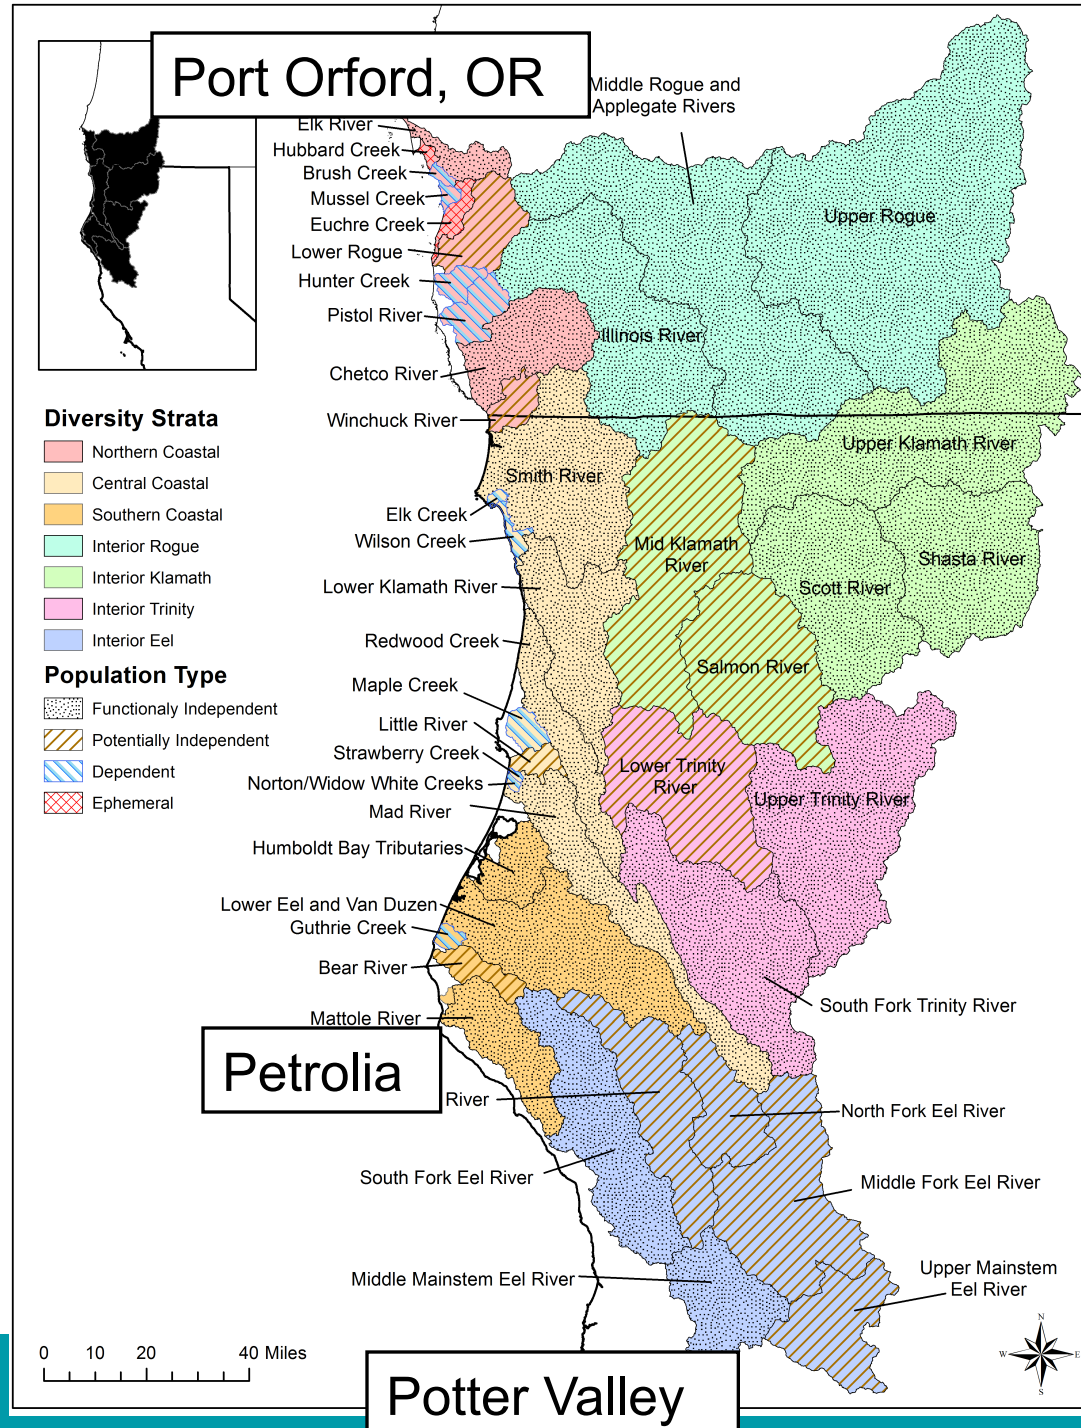 Port Orford, OR
Middle Rogue and
Applegate Rivers
Elk River
Hubbard Creek
Brush Creek
Mussel Creek
Euchre Creek
Lower Rogue
Hunter Creek
Pistol River
Chetco River
Winchuck River
Upper Rogue
Illinois River
Diversity Strata
Northern Coastal
Central Coastal
Southern Coastal
Interior Rogue
Interior Klamath
Interior Trinity
Interior Eel
Population Type
Functionaly Independent
Potentially Independent
Dependent
Ephemeral
Upper Klamath River
Smith River
Elk Creek
Wilson Creek
Mid Klamath
River
Shasta River
Scott River
Lower Klamath River
Redwood Creek
Salmon River
Maple Creek
Little River
Strawberry Creek
Norton/Widow White Creeks
Mad River
Lower Trinity
River
Upper Trinity River
Humboldt Bay Tributaries
Lower Eel and Van Duzen
Guthrie Creek
Bear River
Mattole River
South Fork Trinity River
Petrolia
River
North Fork Eel River
South Fork Eel River
Middle Fork Eel River
Middle Mainstem Eel River
Upper Mainstem
Eel River
0 10 20 40 Miles
N
W E
S
Potter Valley